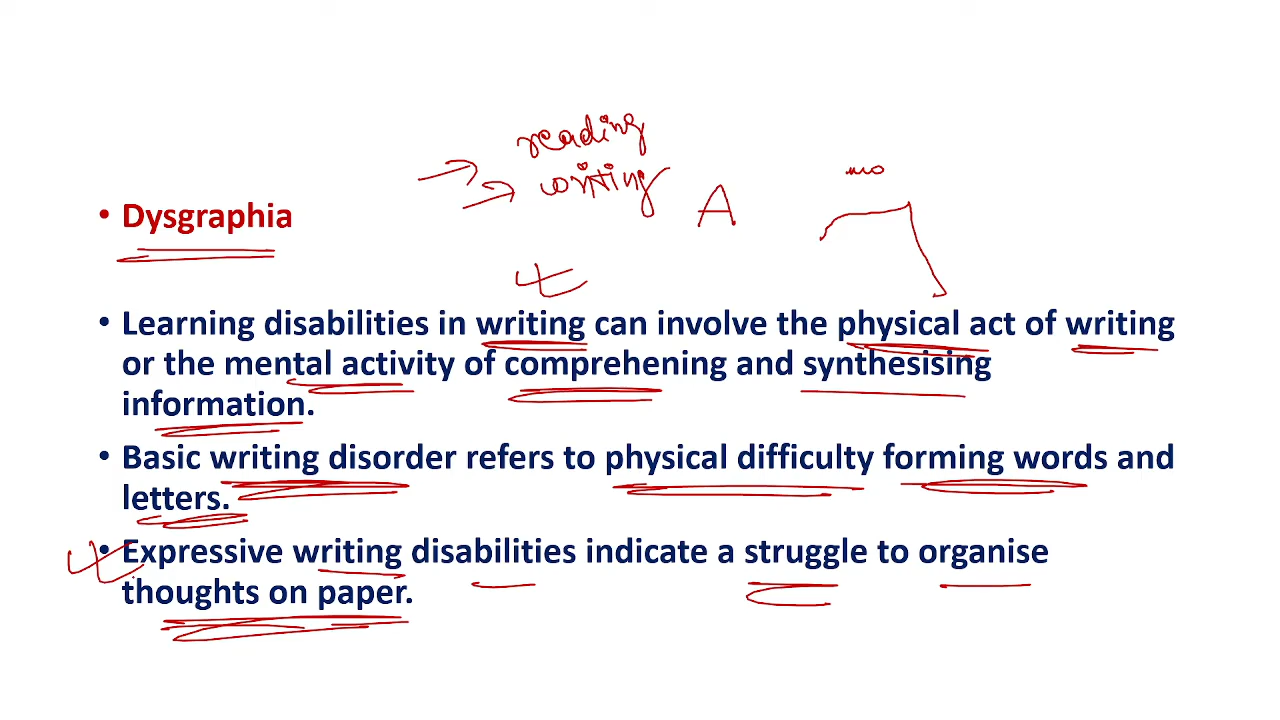 reading
writing
A
• Dysgraphia
• Learning disabilities in writing can involve the physical act of writing
or the mental activity of comprehening and synthesising
information.
• Basic writing disorder refers to physical difficulty forming words and
letters.
• Expressive writing disabilities indicate a struggle to organise
thoughts on paper.